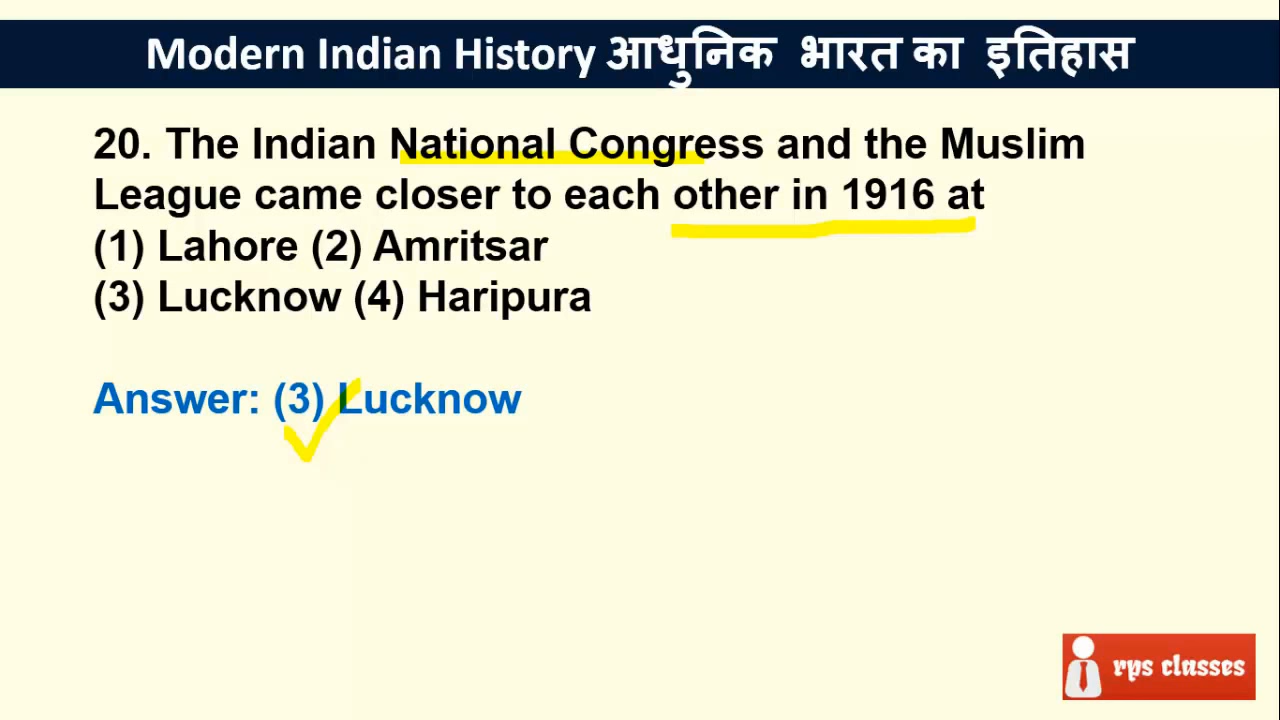 Modern Indian History आधुनिक भारत का इतिहास
20. The Indian National Congress and the Muslim
League came closer to each other in 1916 at
(1) Lahore (2) Amritsar
(3) Lucknow (4) Haripura
Answer: (3) Lucknow
rps classes